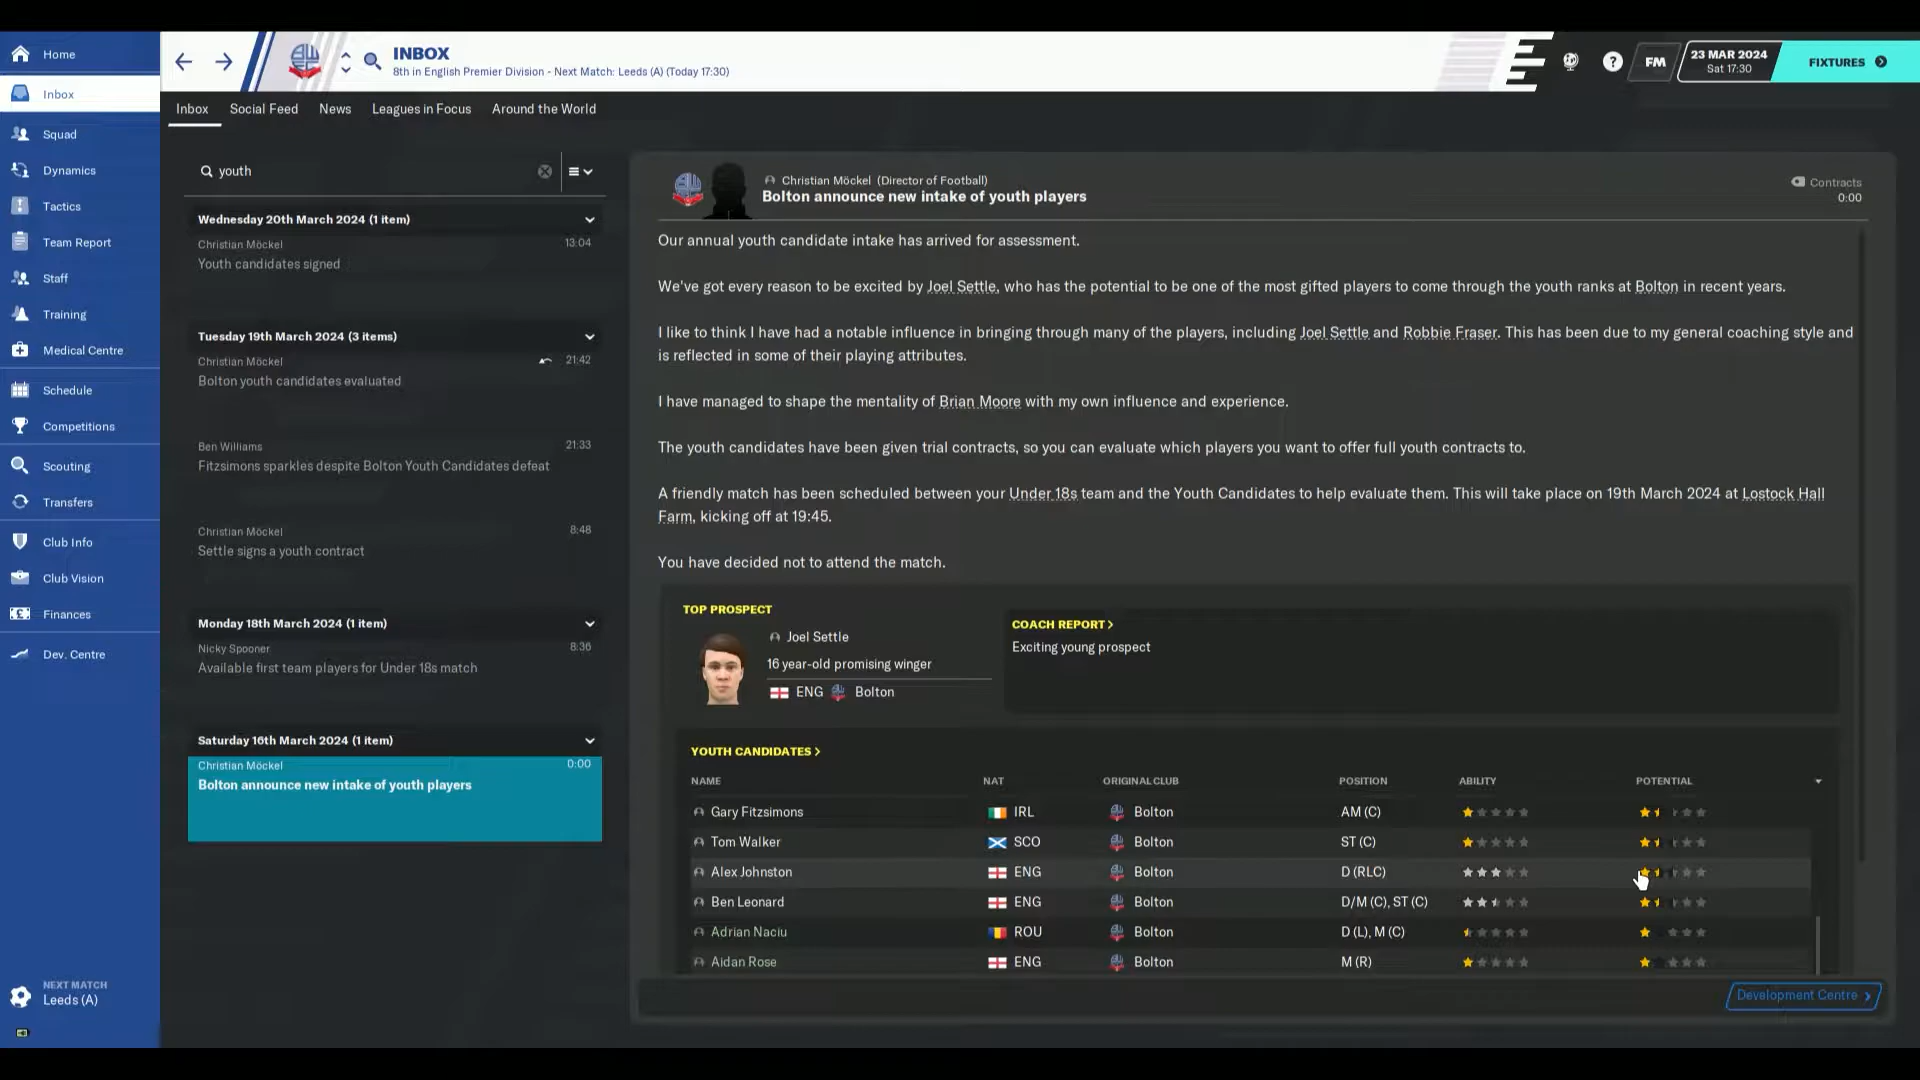 Home
Inbox
Squad
Dynamics
Tactics
Team Report
Staff
Training
Medical Centre
Schedule
Competitions
Scouting
Transfers
Club Info
Club Vision
Finances
Dev. Centre
NEXT MATCH
Leeds (A)
INBOX
8th in English Premier Division - Next Match: Leeds (A) (Today 17:30)
?
FM
23 MAR 2024
Sat 17:30
FIXTURES
Inbox Social Feed News Leagues in Focus Around the World
youth
Wednesday 20th March 2024 (1 item)
Christian Möckel 13:04
Youth candidates signed
Tuesday 19th March 2024 (3 items)
Christian Möckel 21:42
Bolton youth candidates evaluated
Ben Williams 21:33
Fitzsimons sparkles despite Bolton Youth Candidates defeat
Christian Möckel 8:48
Settle signs a youth contract
Monday 18th March 2024 (1 item)
Nicky Spooner 8:36
Available first team players for Under 18s match
Saturday 16th March 2024 (1 item)
Christian Möckel 0:00
Bolton announce new intake of youth players
Christian Möckel (Director of Football)
Bolton announce new intake of youth players
Contracts
0:00
Our annual youth candidate intake has arrived for assessment.
We've got every reason to be excited by Joel Settle, who has the potential to be one of the most gifted players to come through the youth ranks at Bolton in recent years.
I like to think I have had a notable influence in bringing through many of the players, including Joel Settle and Robbie Fraser. This has been due to my general coaching style and
is reflected in some of their playing attributes.
I have managed to shape the mentality of Brian Moore with my own influence and experience.
The youth candidates have been given trial contracts, so you can evaluate which players you want to offer full youth contracts to.
A friendly match has been scheduled between your Under 18s team and the Youth Candidates to help evaluate them. This will take place on 19th March 2024 at Lostock Hall
Farm, kicking off at 19:45.
You have decided not to attend the match.
TOP PROSPECT
Joel Settle
16 year-old promising winger
ENG Bolton
COACH REPORT >
Exciting young prospect
YOUTH CANDIDATES >
NAME NAT ORIGINAL CLUB POSITION ABILITY POTENTIAL
Gary Fitzsimons IRL Bolton AM (C)
Tom Walker SCO Bolton ST (C)
Alex Johnston ENG Bolton D (RLC)
Ben Leonard ENG Bolton D/M (C), ST (C)
Adrian Naciu ROU Bolton D (L), M (C)
Aidan Rose ENG Bolton M (R)
Development Centre >